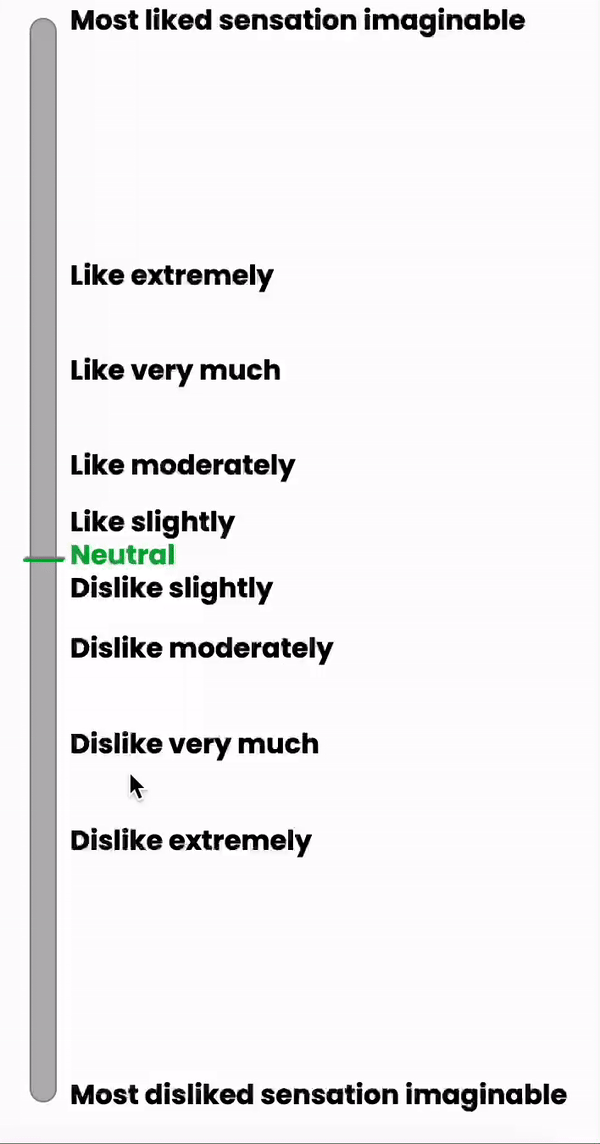 Most liked sensation imaginable
Like extremely
Like very much
Like moderately
Like slightly
Neutral
Dislike slightly
Dislike moderately
Dislike very much
Dislike extremely
Most disliked sensation imaginable